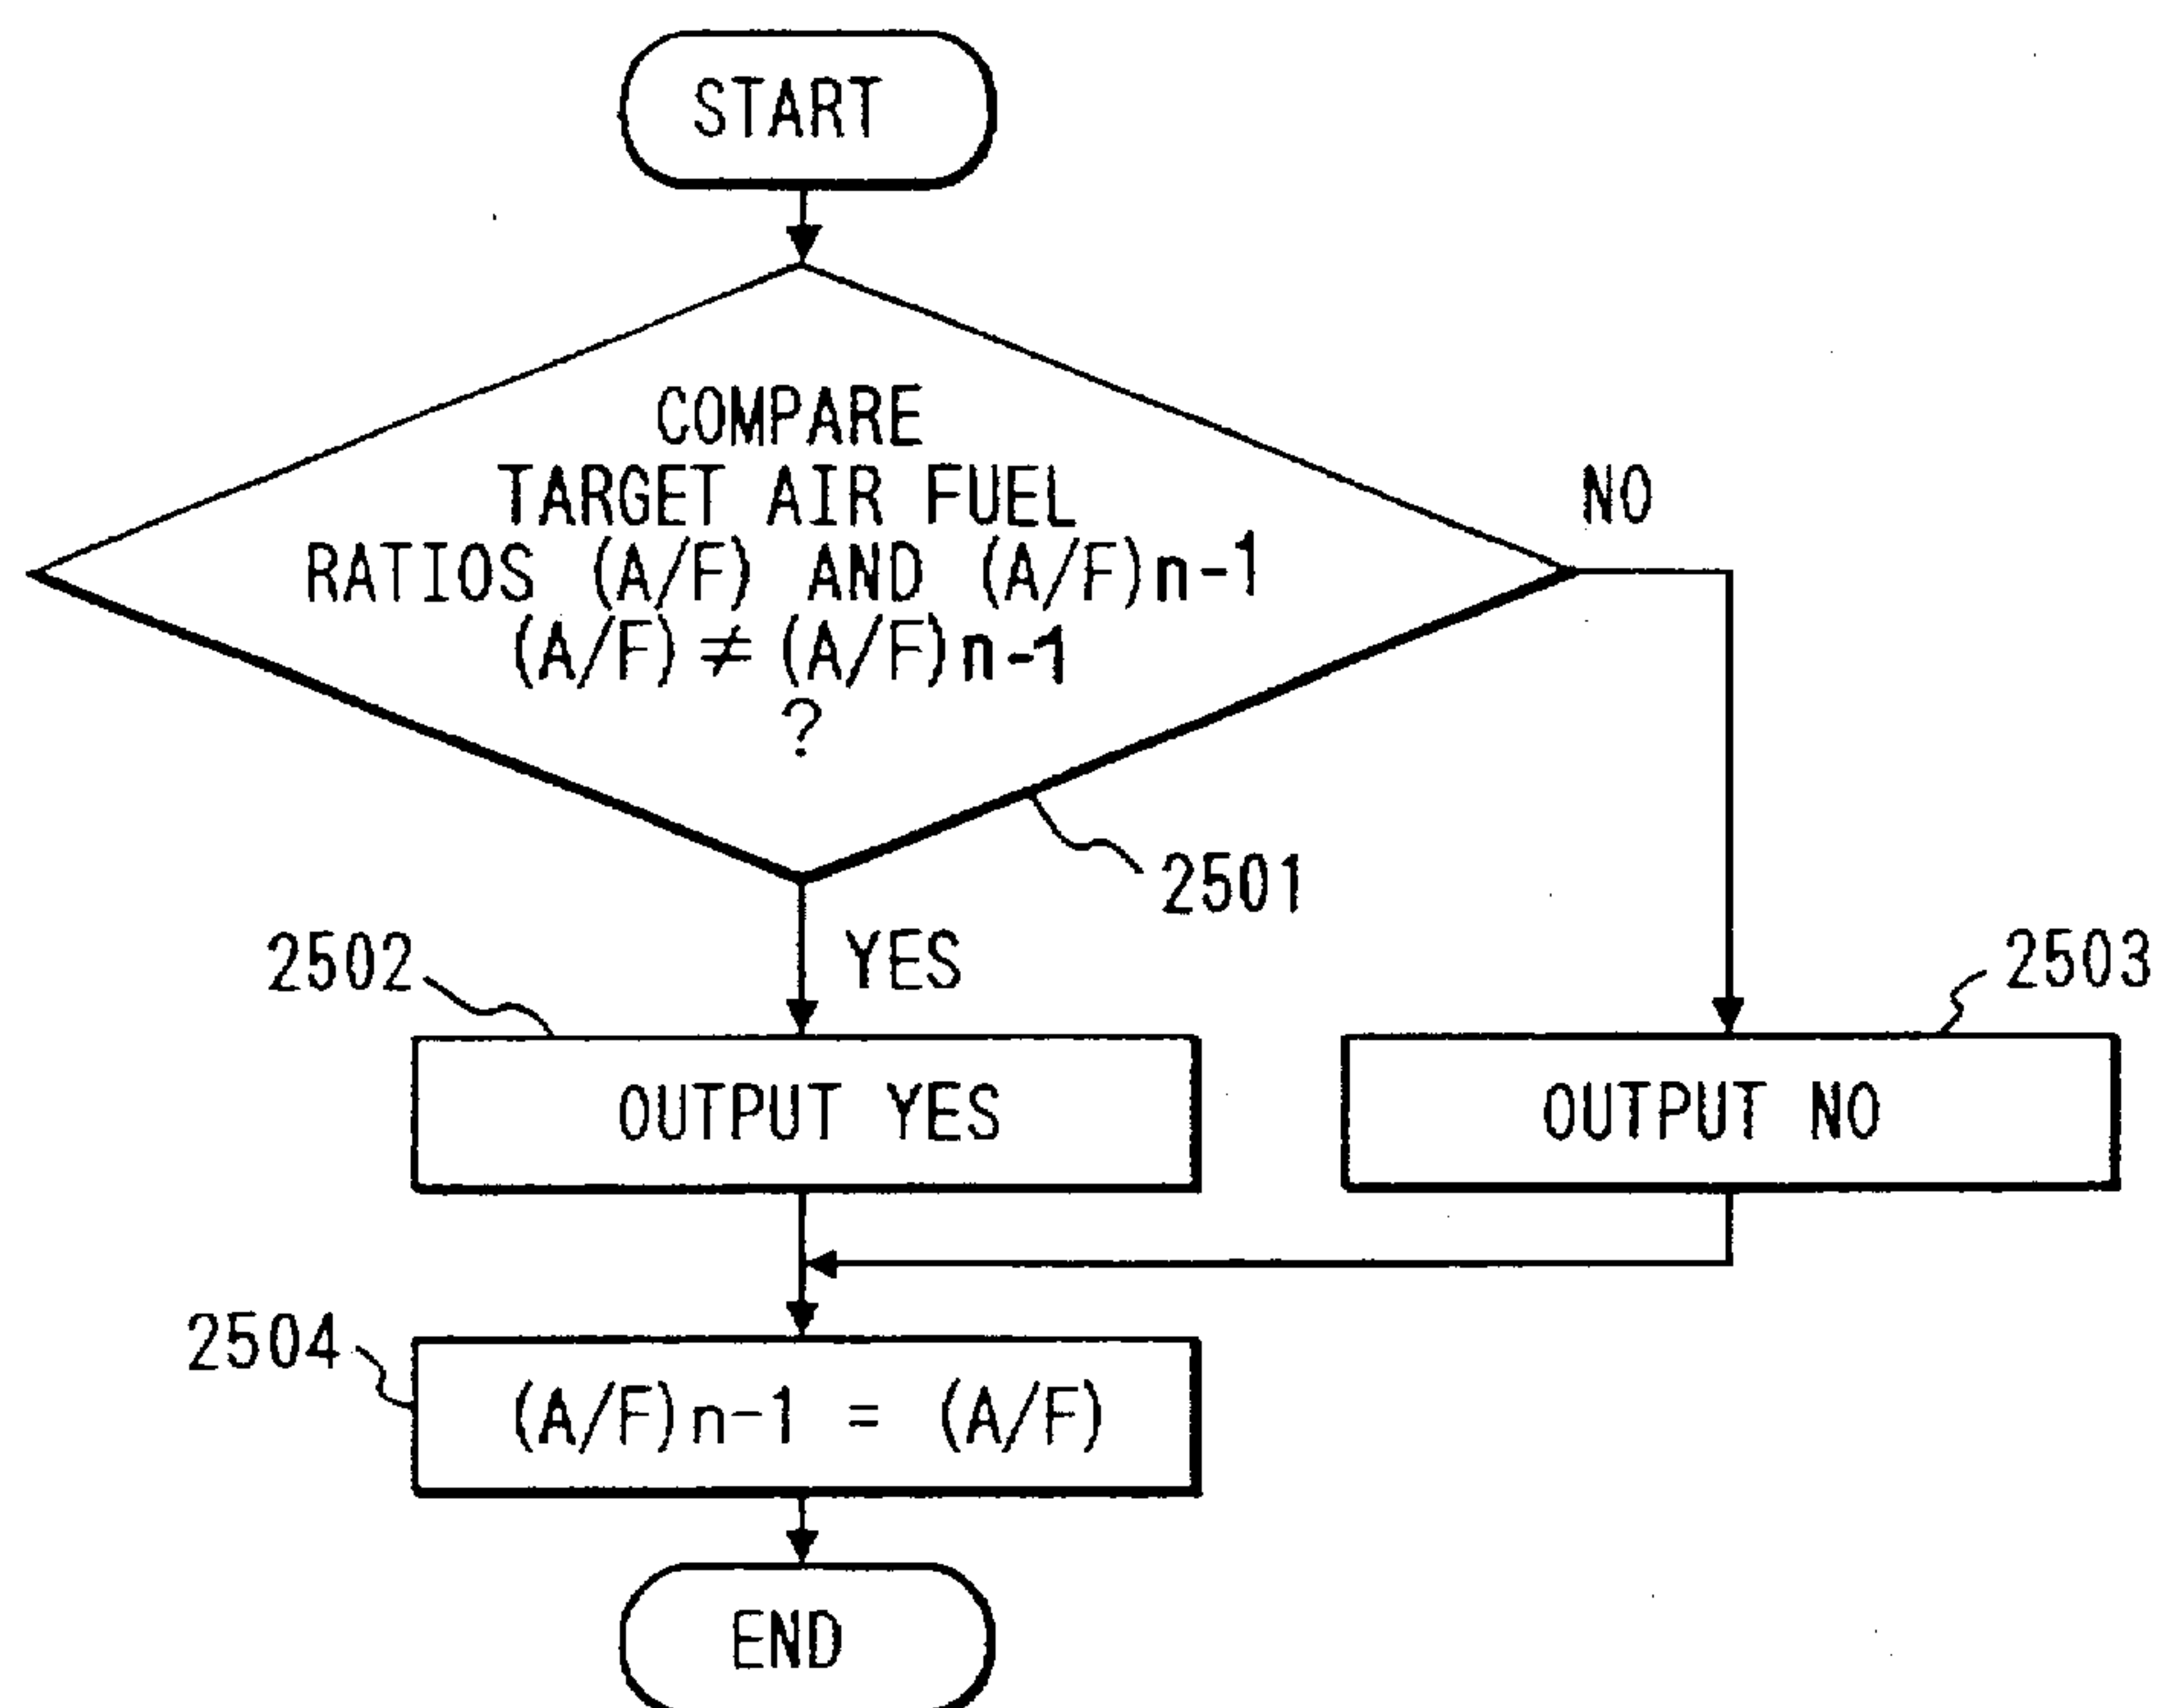 START
COMPARE
TARGET AIR FUEL
RATIOS (A/F) AND (A/F)n-1
(A/F) ≠ (A/F)n-1
?
NO
2501
YES
2502
2503
OUTPUT YES
OUTPUT NO
2504
(A/F)n-1 = (A/F)
END